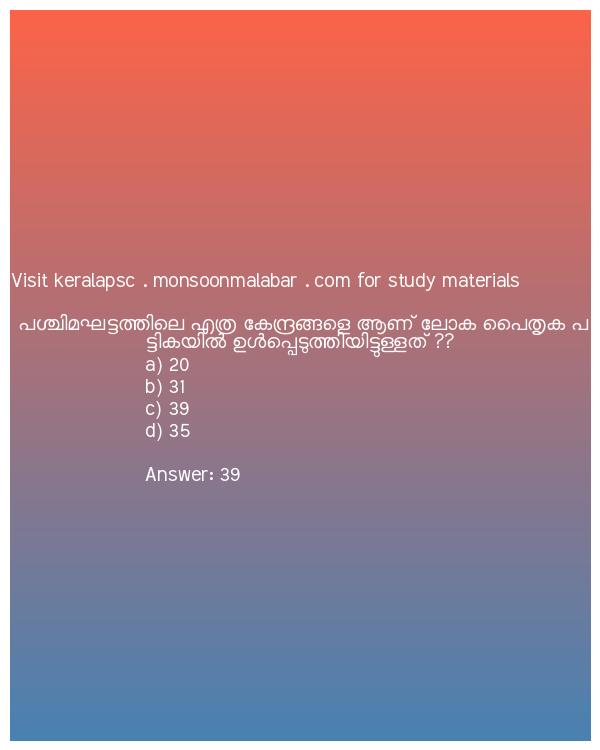 Visit keralapsc . monsoonmalabar . com for study materials
പശ്ചിമഘട്ടത്തിലെ എത്ര കേന്ദ്രങ്ങളെ ആണ് ലോക പൈതൃക പ
ട്ടികയിൽ ഉൾപ്പെടുത്തിയിട്ടുള്ളത് ??
a) 20
b) 31
c) 39
d) 35
Answer: 39